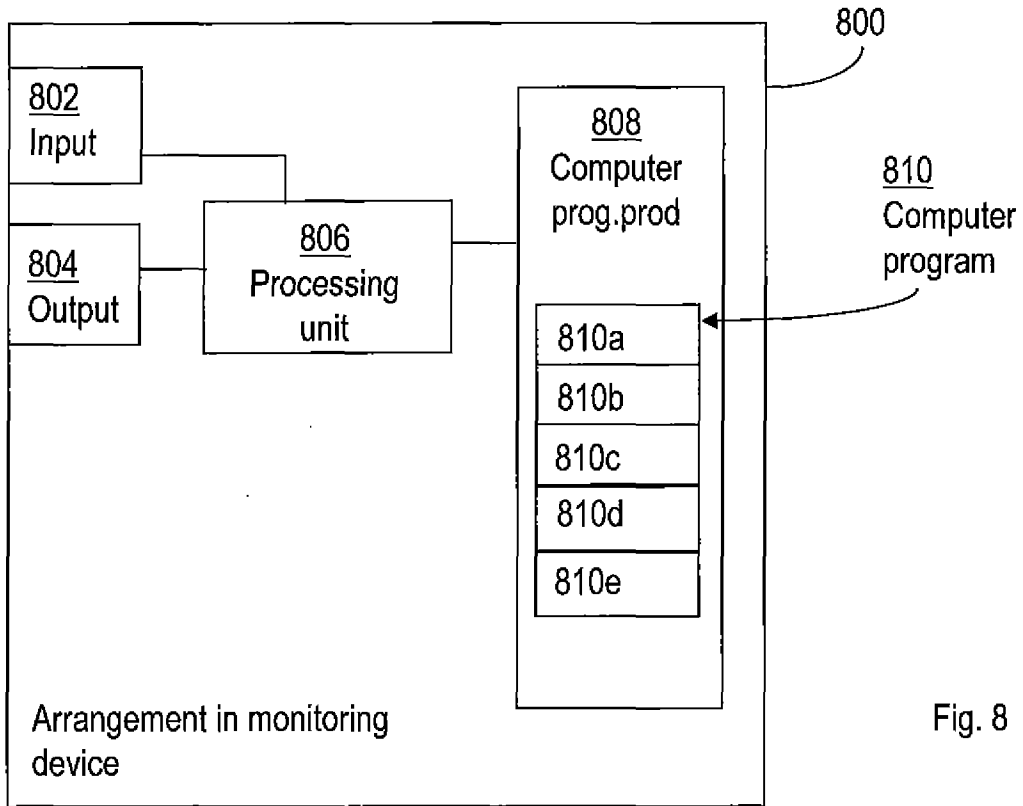 800
802
Input
804
Output
806
Processing
unit
808
Computer
prog.prod
810
Computer
program
810a
810b
810c
810d
810e
Arrangement in monitoring
device
Fig. 8